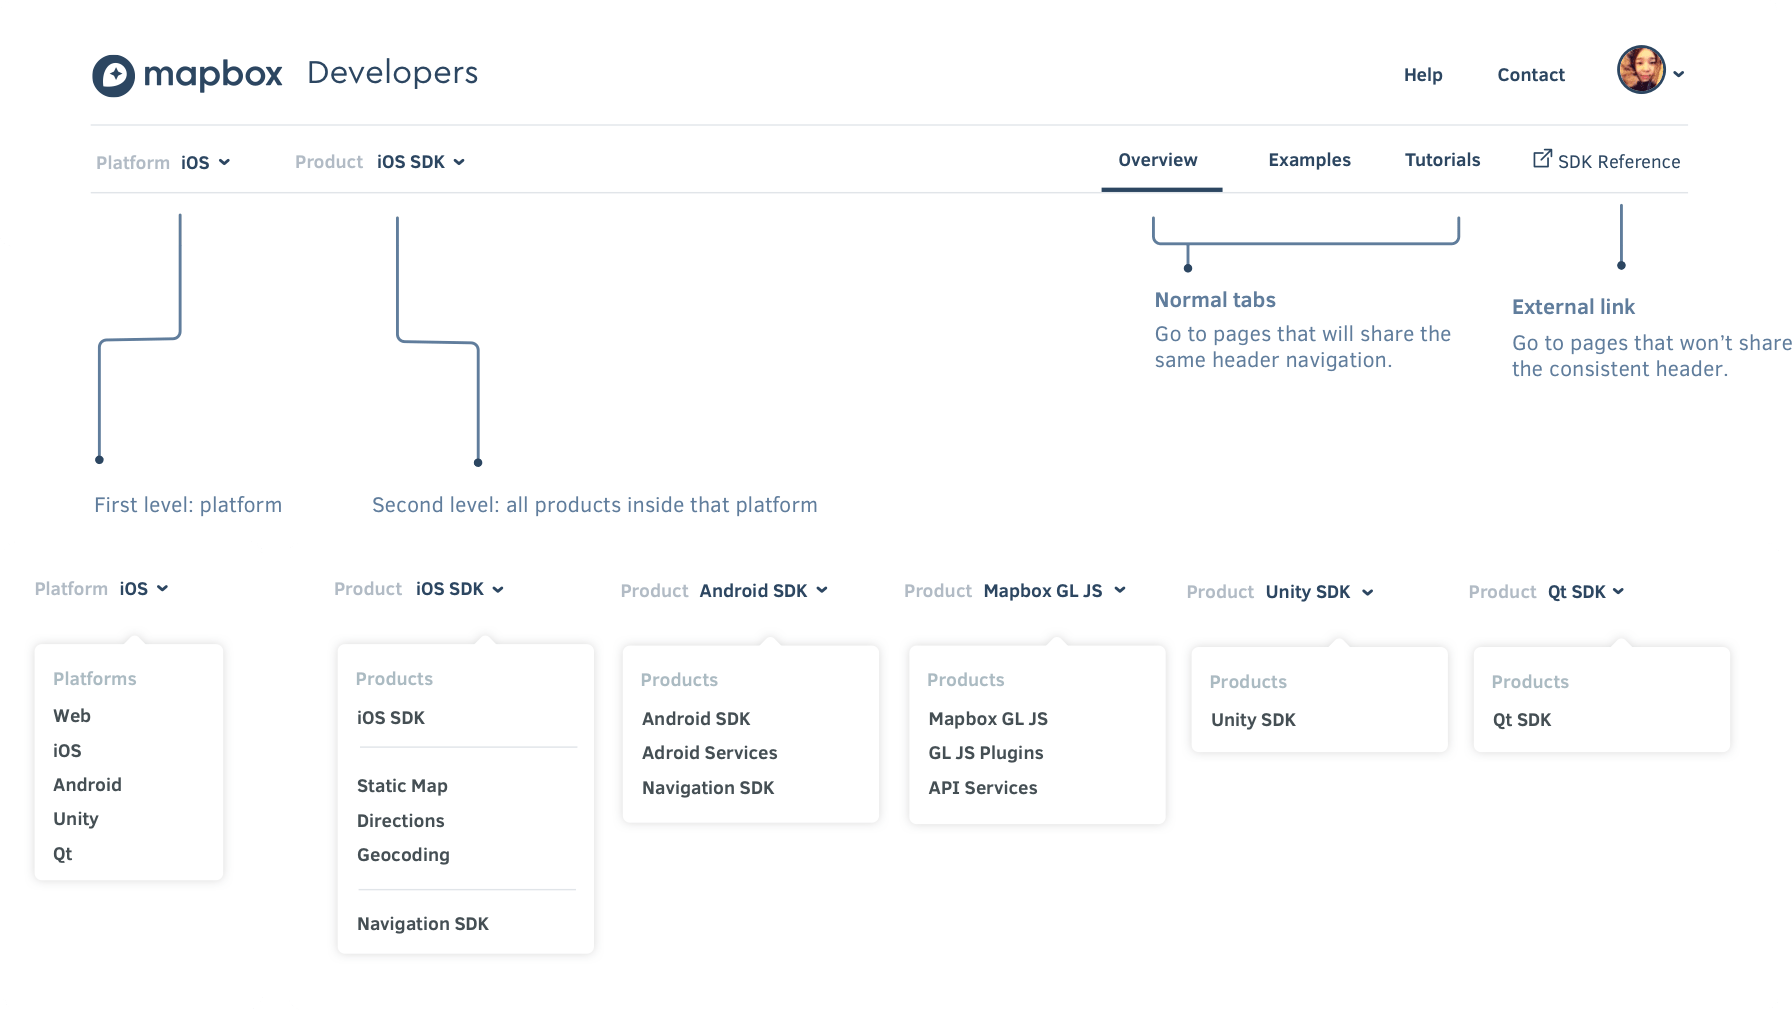 mapbox Developers
Help Contact
Platform iOS Product iOS SDK Overview Examples Tutorials SDK Reference
Normal tabs
Go to pages that will share the
same header navigation.
External link
Go to pages that won't share
the consistent header.
First level: platform
Second level: all products inside that platform
Platform iOS
Platforms
Web
iOS
Android
Unity
Qt
Product iOS SDK
Products
iOS SDK
Static Map
Directions
Geocoding
Navigation SDK
Product Android SDK
Products
Android SDK
Adroid Services
Navigation SDK
Product Mapbox GL JS
Products
Mapbox GL JS
GL JS Plugins
API Services
Product Unity SDK
Products
Unity SDK
Product Qt SDK
Products
Qt SDK